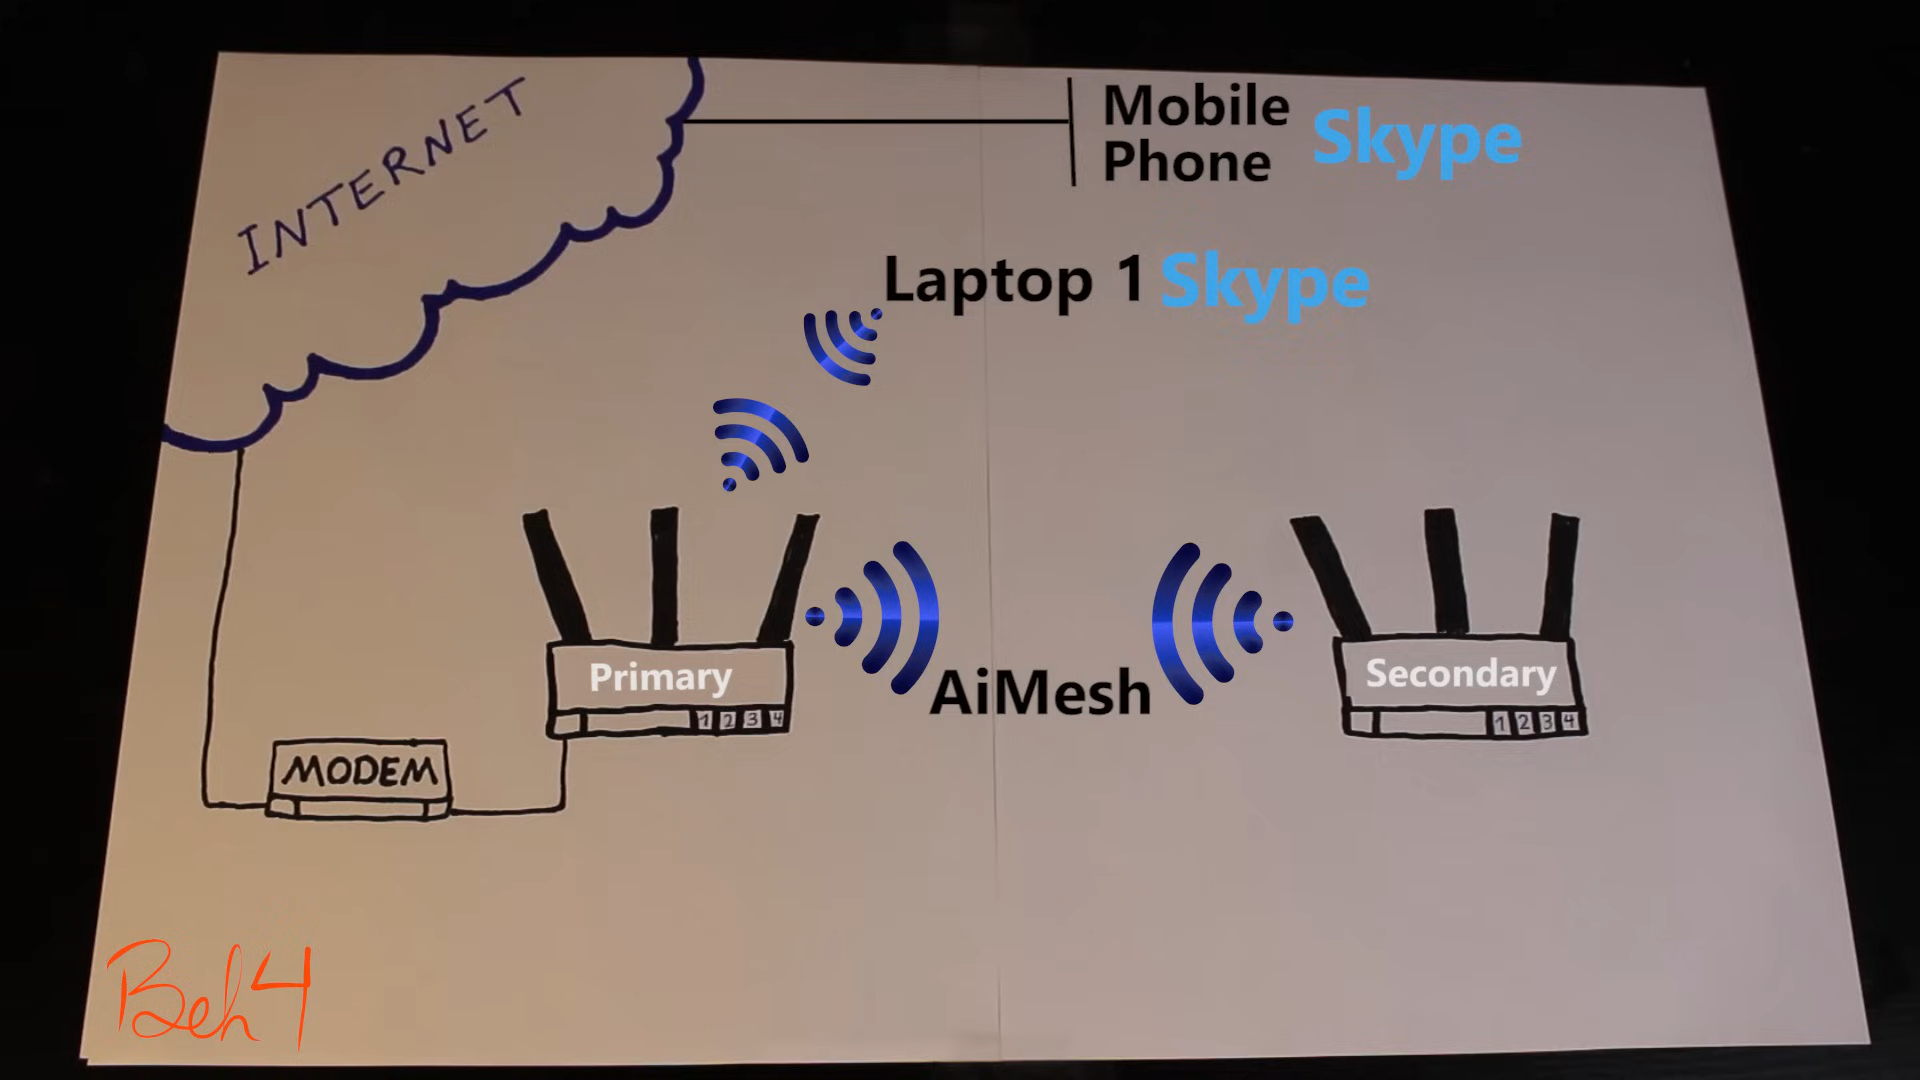 INTERNET
Mobile
Phone
Skype
Laptop 1 Skype
Primary
1 2 3 4
AiMesh
Secondary
1 2 3 4
MODEM
Beh4